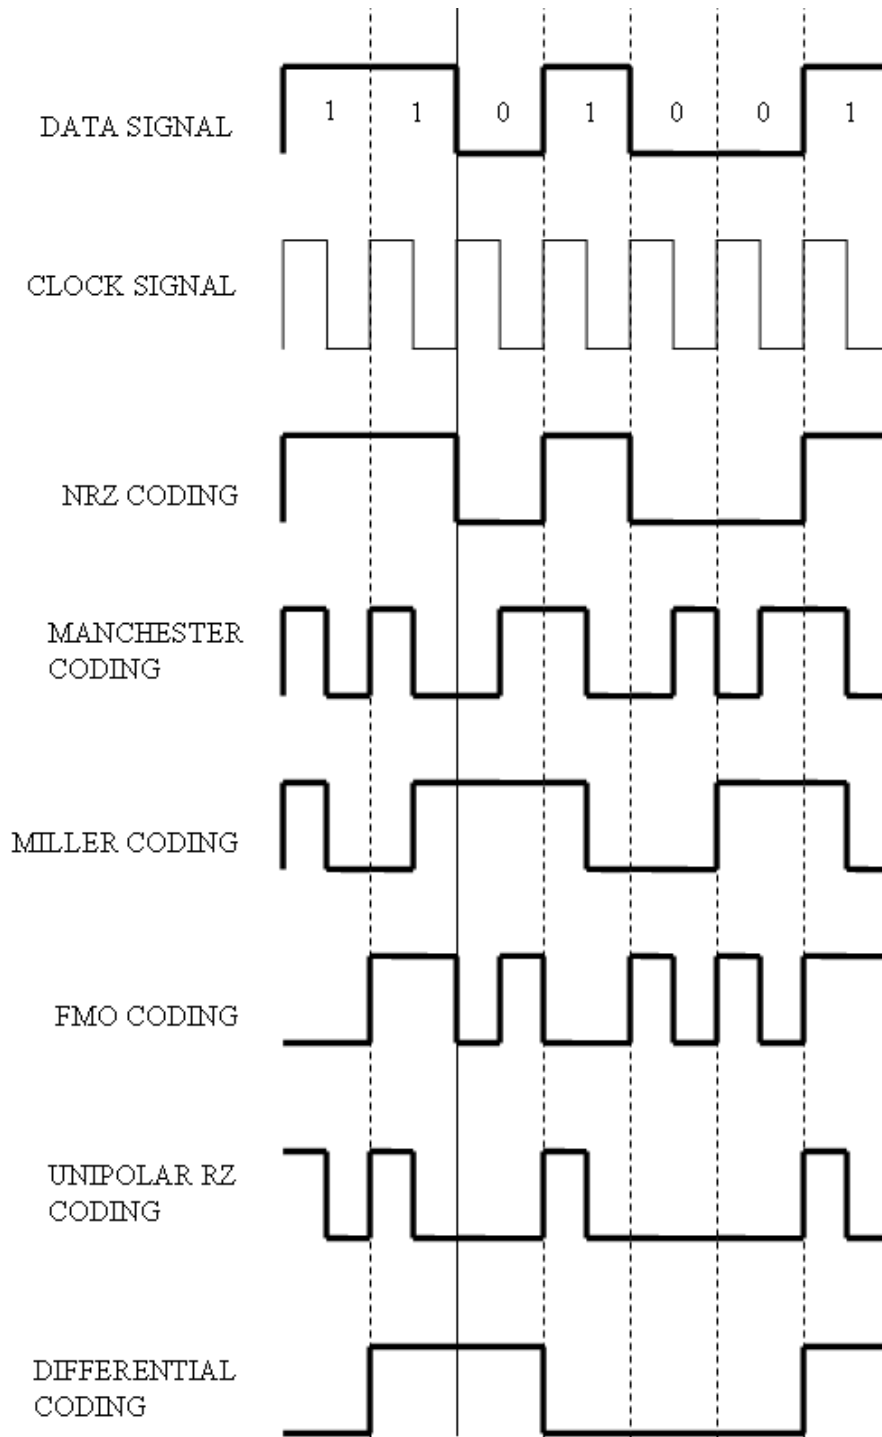 1 1 0 1 0 0 1
DATA SIGNAL
CLOCK SIGNAL
NRZ CODING
MANCHESTER
CODING
MILLER CODING
FMO CODING
UNIPOLAR RZ
CODING
DIFFERENTIAL
CODING